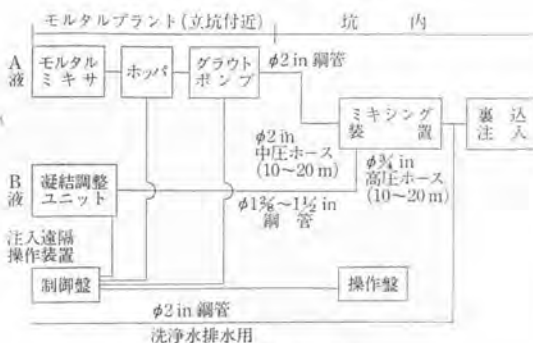 モルタルプラント(立坑付近)
坑内
A
液
モルタル
ミキサ
ホッパ
グラウト
ポンプ
φ2 in 鋼管
ミキシング
装置
裏込
注入
φ2 in
中圧ホース
(10〜20 m)
φ¾ in
高圧ホース
(10〜20 m)
B
液
凝結調整
ユニット
φ1⅜〜1½ in
鋼管
注入遠隔
操作装置
制御盤
操作盤
φ2 in 鋼管
洗浄水排水用